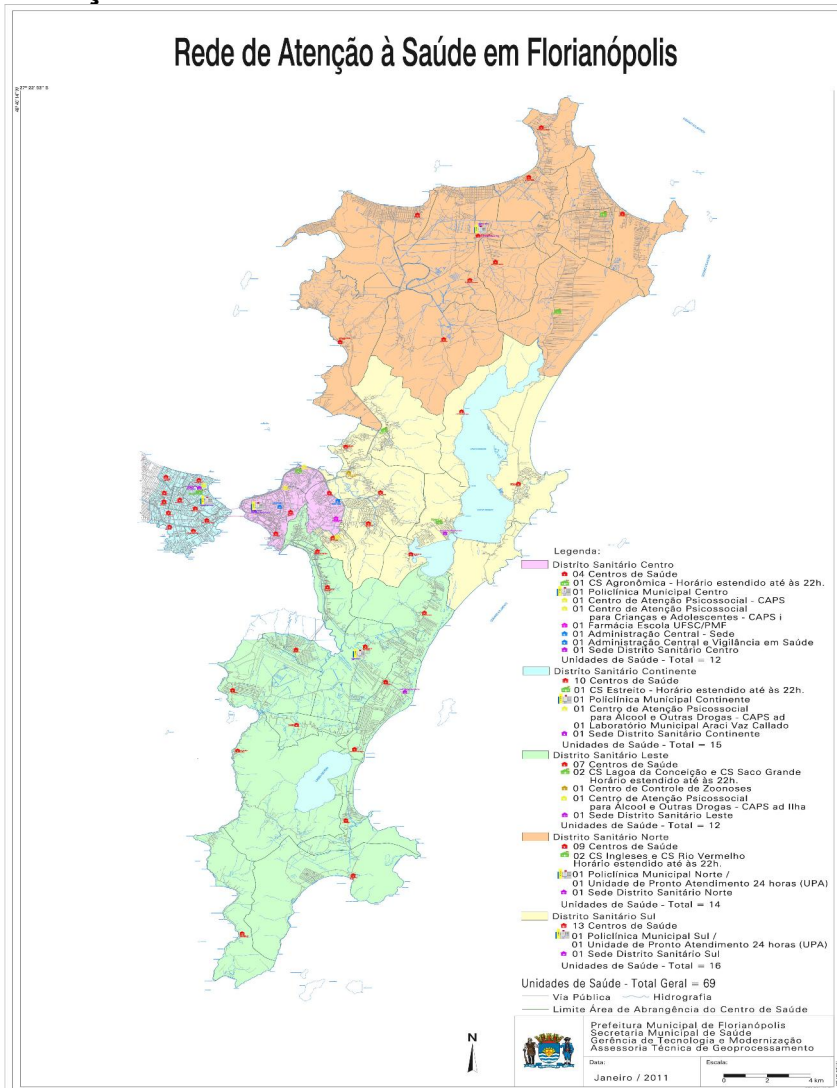 Rede de Atenção à Saúde em Florianópolis
Legenda:
Distrito Sanitário Centro
04 Centros de Saúde
01 CS Agronômica - Horário estendido até às 22h.
01 Policlínica Municipal Centro
01 Centro de Atenção Psicossocial - CAPS
01 Centro de Atenção Psicossocial
para Crianças e Adolescentes - CAPS i
01 Farmácia Escola UFSC/PMF
01 Administração Central - Sede
01 Administração Central e Vigilância em Saúde
01 Sede Distrito Sanitário Centro
Unidades de Saúde - Total = 12
Distrito Sanitário Continente
10 Centros de Saúde
01 CS Estreito - Horário estendido até às 22h.
01 Policlínica Municipal Continente
01 Centro de Atenção Psicossocial
para Álcool e Outras Drogas - CAPS ad
01 Laboratório Municipal Araci Vaz Callado
01 Sede Distrito Sanitário Continente
Unidades de Saúde - Total = 15
Distrito Sanitário Leste
07 Centros de Saúde
02 CS Lagoa da Conceição e CS Saco Grande
Horário estendido até às 22h.
01 Centro de Controle de Zoonoses
01 Centro de Atenção Psicossocial
para Álcool e Outras Drogas - CAPS ad Ilha
01 Sede Distrito Sanitário Leste
Unidades de Saúde - Total = 12
Distrito Sanitário Norte
09 Centros de Saúde
02 CS Ingleses e CS Rio Vermelho
Horário estendido até às 22h.
01 Policlínica Municipal Norte /
01 Unidade de Pronto Atendimento 24 horas (UPA)
01 Sede Distrito Sanitário Norte
Unidades de Saúde - Total = 14
Distrito Sanitário Sul
13 Centros de Saúde
01 Policlínica Municipal Sul /
01 Unidade de Pronto Atendimento 24 horas (UPA)
01 Sede Distrito Sanitário Sul
Unidades de Saúde - Total = 16
Unidades de Saúde - Total Geral = 69
Via Pública Hidrografia
Limite Área de Abrangência do Centro de Saúde
N
Prefeitura Municipal de Florianópolis
Secretaria Municipal de Saúde
Gerência de Tecnologia e Modernização
Assessoria Técnica de Geoprocessamento
Data: Escala:
Janeiro / 2011
0 2 4 km